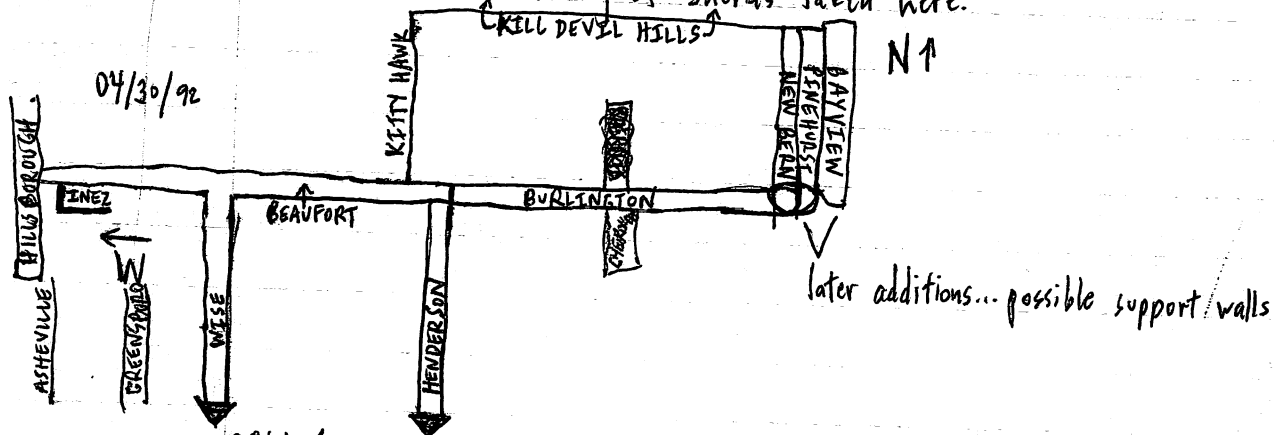 here.
KILL DEVIL HILLS
N↑
04/30/92
KITTY HAWK
NEW BERN
PINEHURST
BAYVIEW
HILLSBOROUGH
INEZ
BEAUFORT
BURLINGTON
W
ASHEVILLE
GREENSBORO
WISE
HENDERSON
later additions... possible support walls